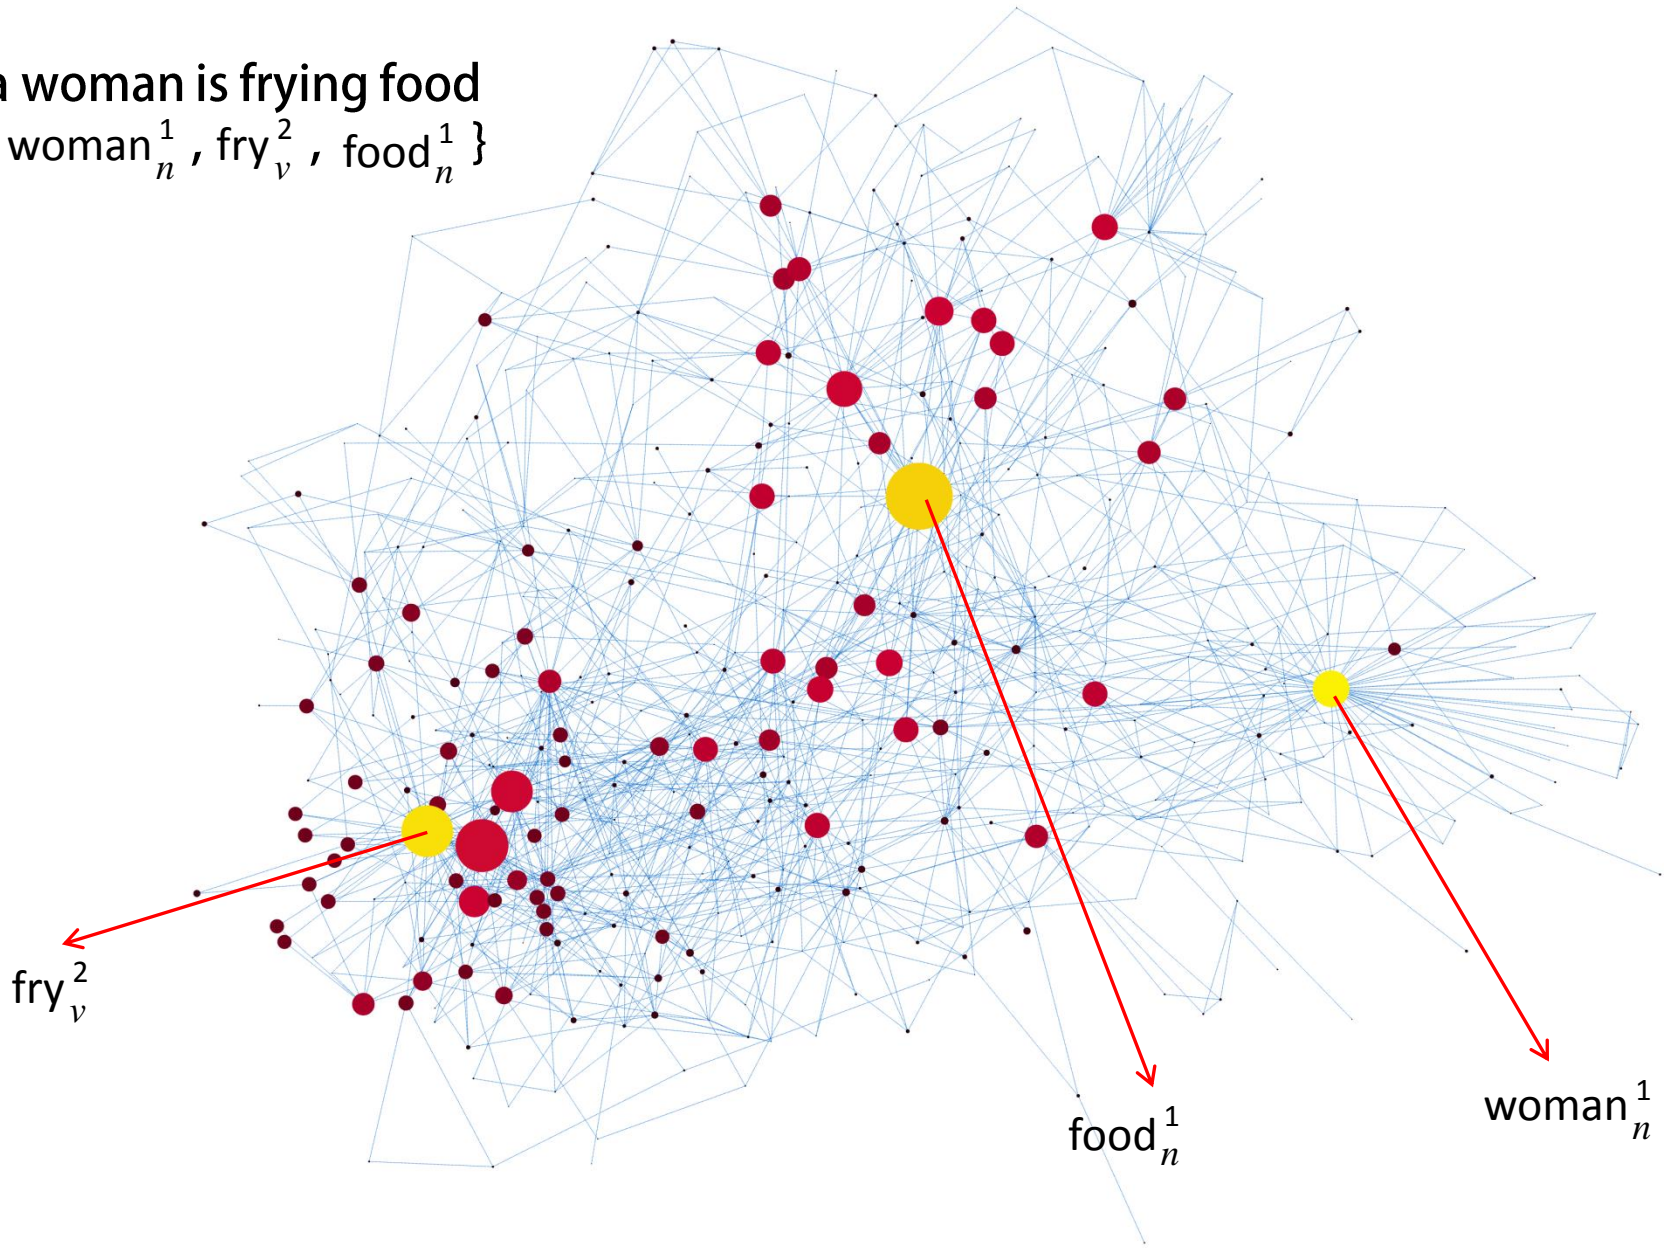 a woman is frying food
woman n 1 , fry v 2 , food n 1 }
fry v 2
food n 1
woman n 1